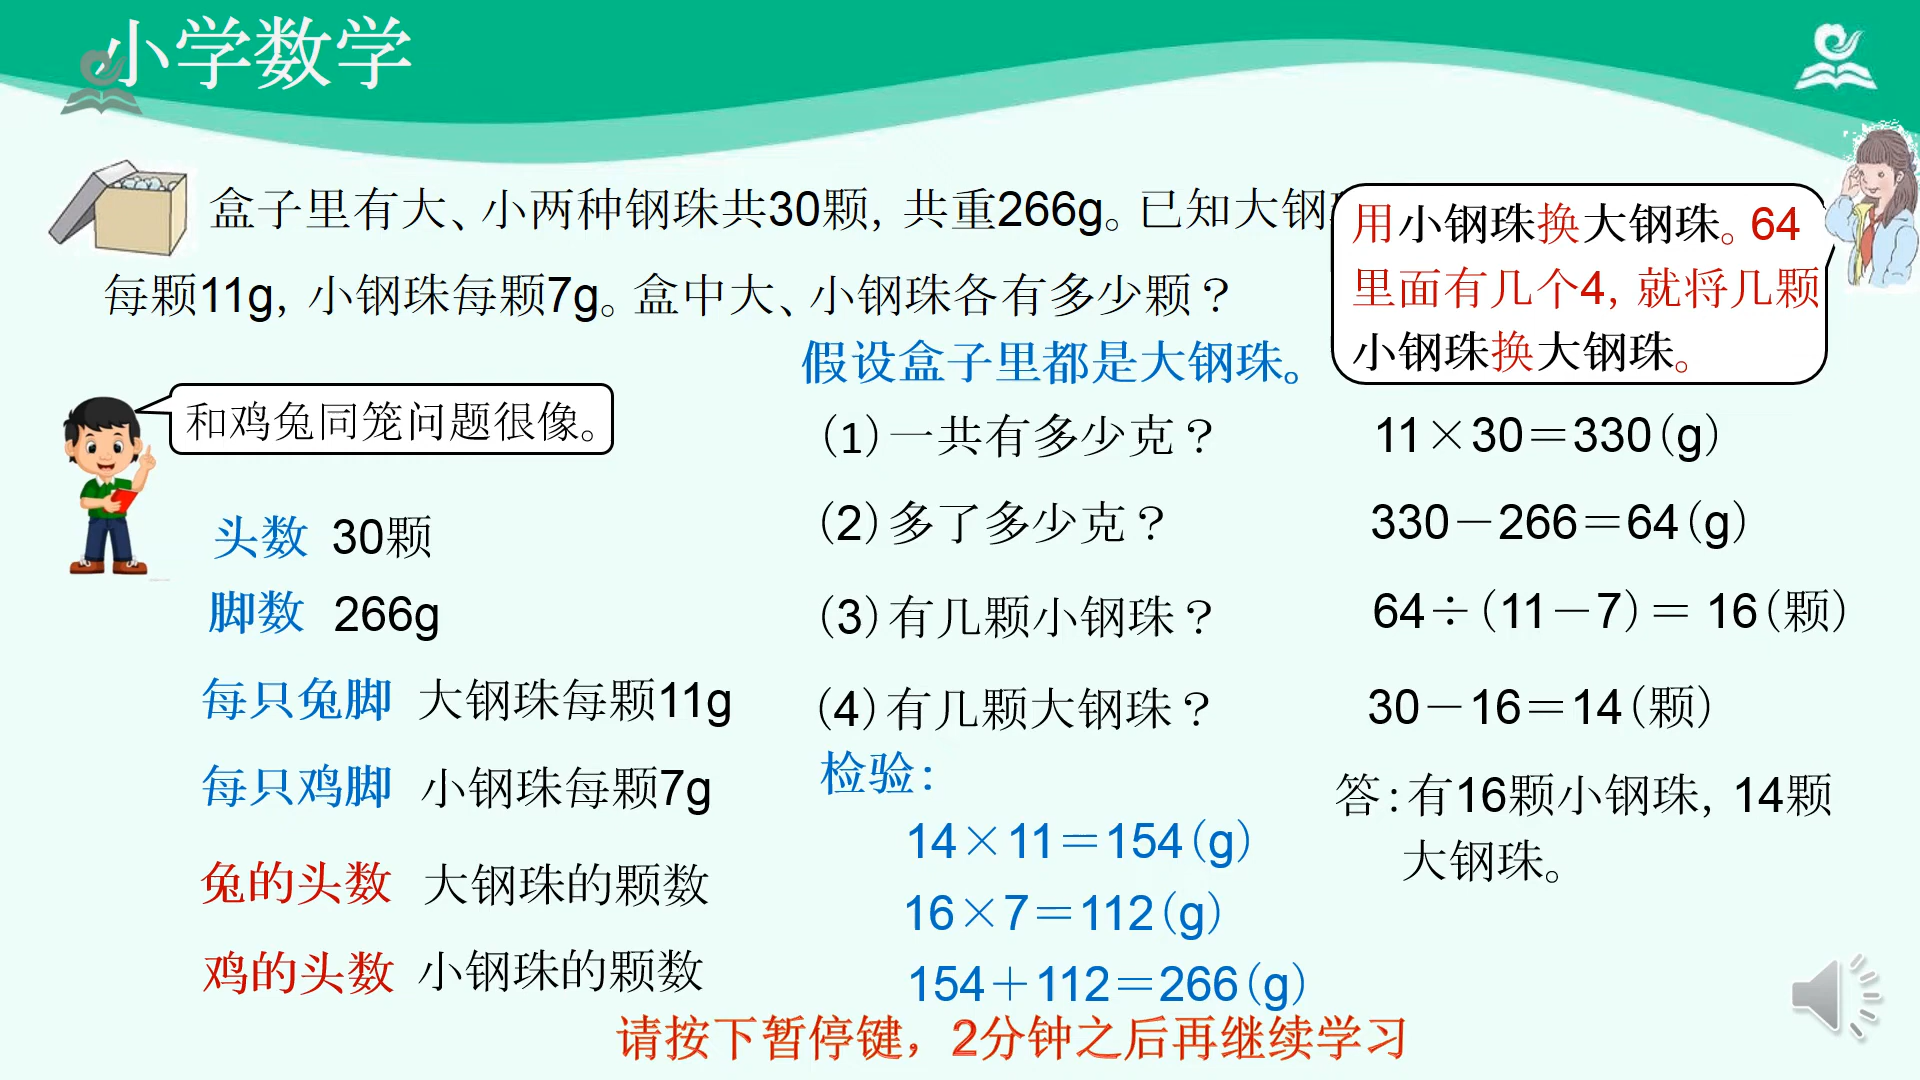 小学数学
盒子里有大、小两种钢珠共30颗，共重266g。已知大钢
每颗11g，小钢珠每颗7g。盒中大、小钢珠各有多少颗？
用小钢珠换大钢珠。64
里面有几个4，就将几颗
小钢珠换大钢珠。
和鸡兔同笼问题很像。
头数 30颗
脚数 266g
每只兔脚 大钢珠每颗11g
每只鸡脚 小钢珠每颗7g
兔的头数 大钢珠的颗数
鸡的头数 小钢珠的颗数
假设盒子里都是大钢珠。
（1）一共有多少克？ 11×30＝330（g）
（2）多了多少克？ 330－266＝64（g）
（3）有几颗小钢珠？ 64÷（11－7）＝16（颗）
（4）有几颗大钢珠？ 30－16＝14（颗）
检验：
14×11＝154（g）
16×7＝112（g）
154＋112＝266（g）
答：有16颗小钢珠，14颗
大钢珠。
请按下暂停键，2分钟之后再继续学习